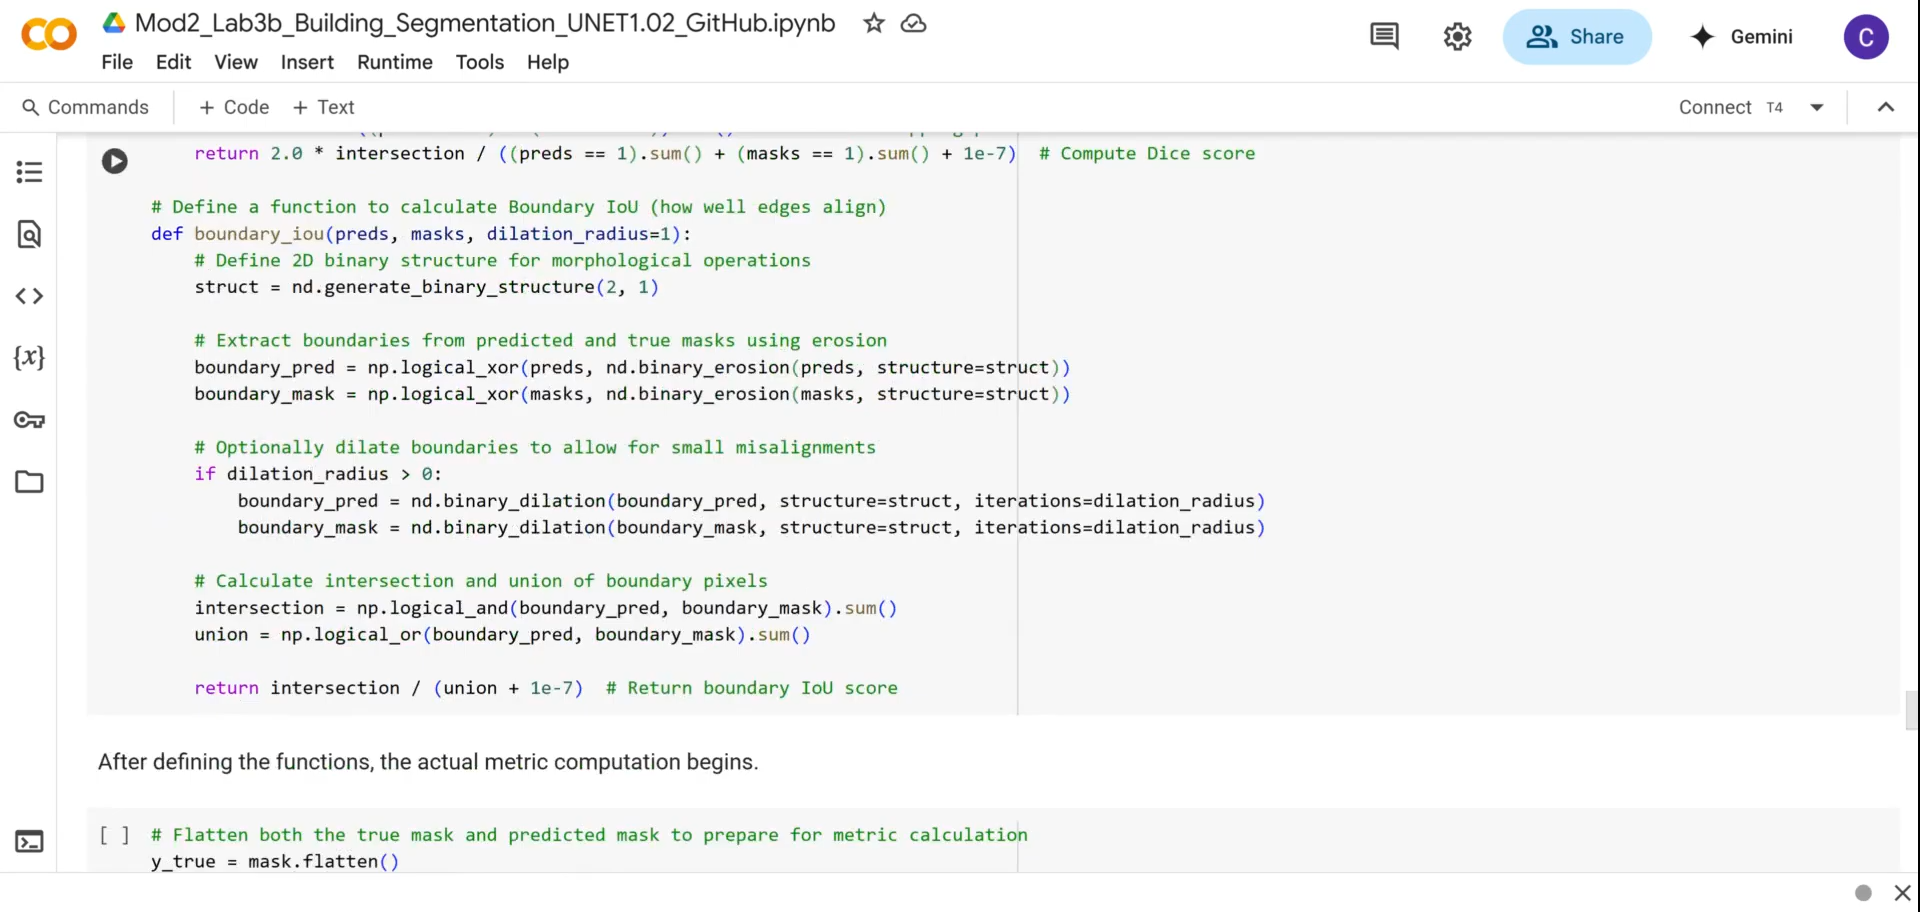 Mod2_Lab3b_Building_Segmentation_UNET1.02_GitHub.ipynb
File Edit View Insert Runtime Tools Help
Share
Gemini
C
Commands
+ Code + Text
Connect T4
return 2.0 * intersection / ((preds == 1).sum() + (masks == 1).sum() + 1e-7)  # Compute Dice score
# Define a function to calculate Boundary IoU (how well edges align)
def boundary_iou(preds, masks, dilation_radius=1):
# Define 2D binary structure for morphological operations
struct = nd.generate_binary_structure(2, 1)
# Extract boundaries from predicted and true masks using erosion
boundary_pred = np.logical_xor(preds, nd.binary_erosion(preds, structure=struct))
boundary_mask = np.logical_xor(masks, nd.binary_erosion(masks, structure=struct))
# Optionally dilate boundaries to allow for small misalignments
if dilation_radius > 0:
boundary_pred = nd.binary_dilation(boundary_pred, structure=struct, iterations=dilation_radius)
boundary_mask = nd.binary_dilation(boundary_mask, structure=struct, iterations=dilation_radius)
# Calculate intersection and union of boundary pixels
intersection = np.logical_and(boundary_pred, boundary_mask).sum()
union = np.logical_or(boundary_pred, boundary_mask).sum()
return intersection / (union + 1e-7)  # Return boundary IoU score
After defining the functions, the actual metric computation begins.
[ ] # Flatten both the true mask and predicted mask to prepare for metric calculation
y_true = mask.flatten()